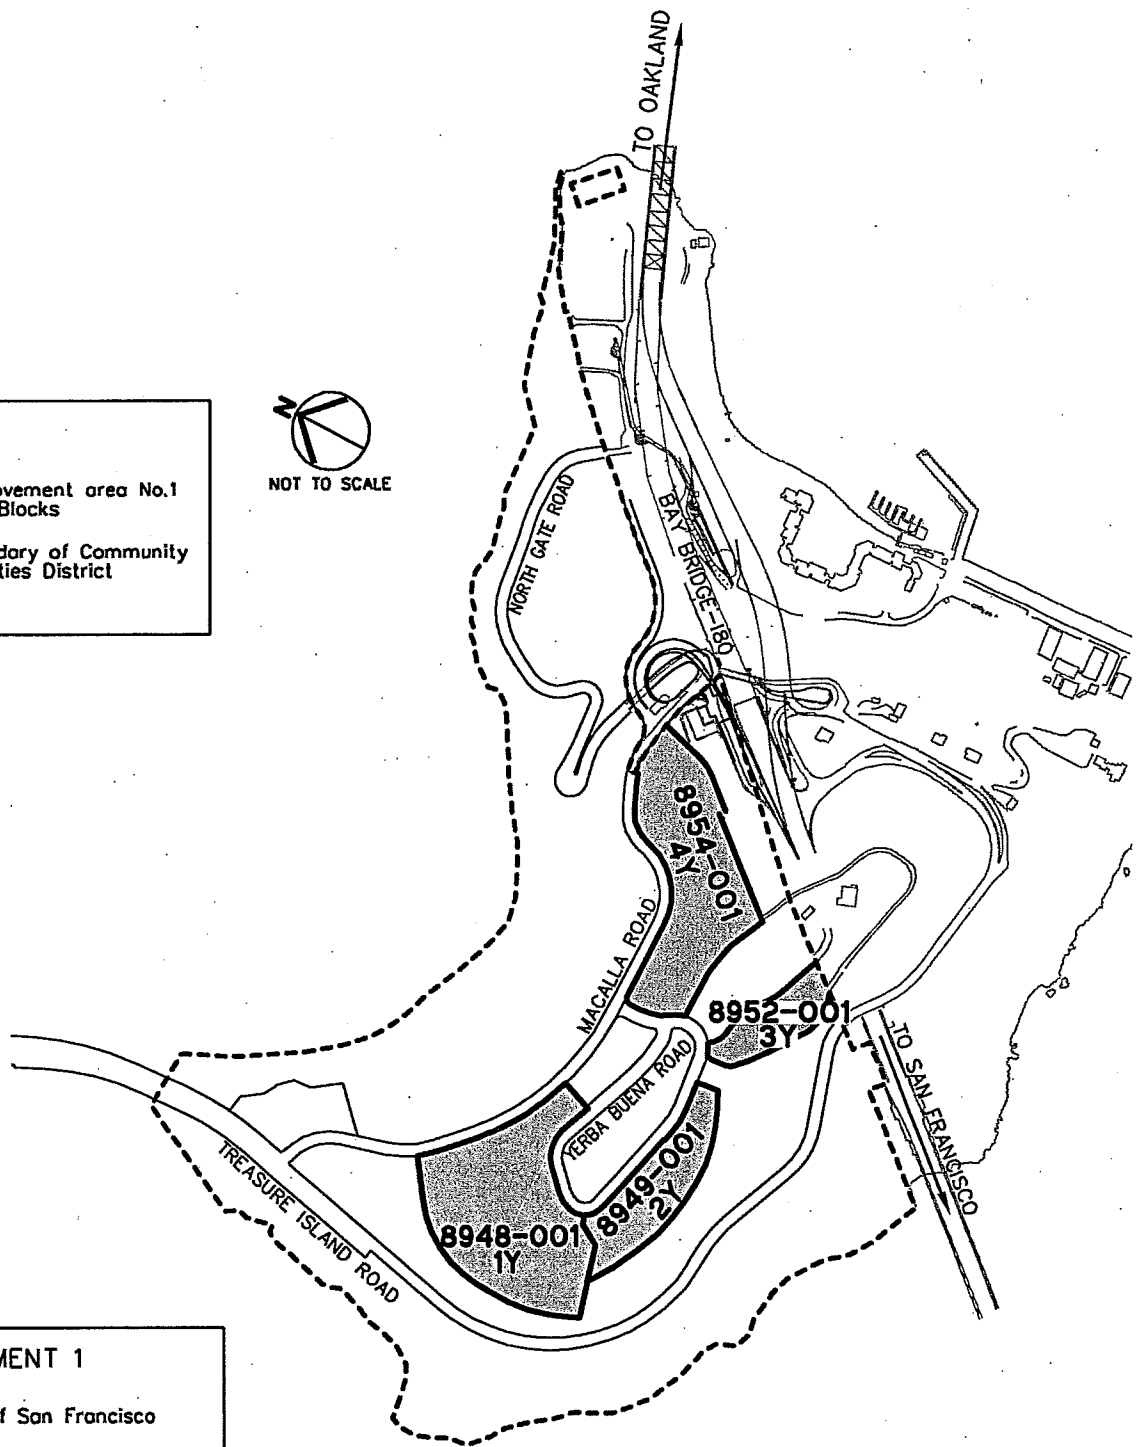 TO OAKLAND
N
NOT TO SCALE
ovement area No.1
Blocks
dary of Community
ties District
NORTH GATE ROAD
BAY BRIDGE-I80
8954-001
4Y
MACALLA ROAD
8952-001
3Y
YERBA BUENA ROAD
TO SAN FRANCISCO
8949-001
2Y
8948-001
1Y
TREASURE ISLAND ROAD
MENT 1
f San Francisco